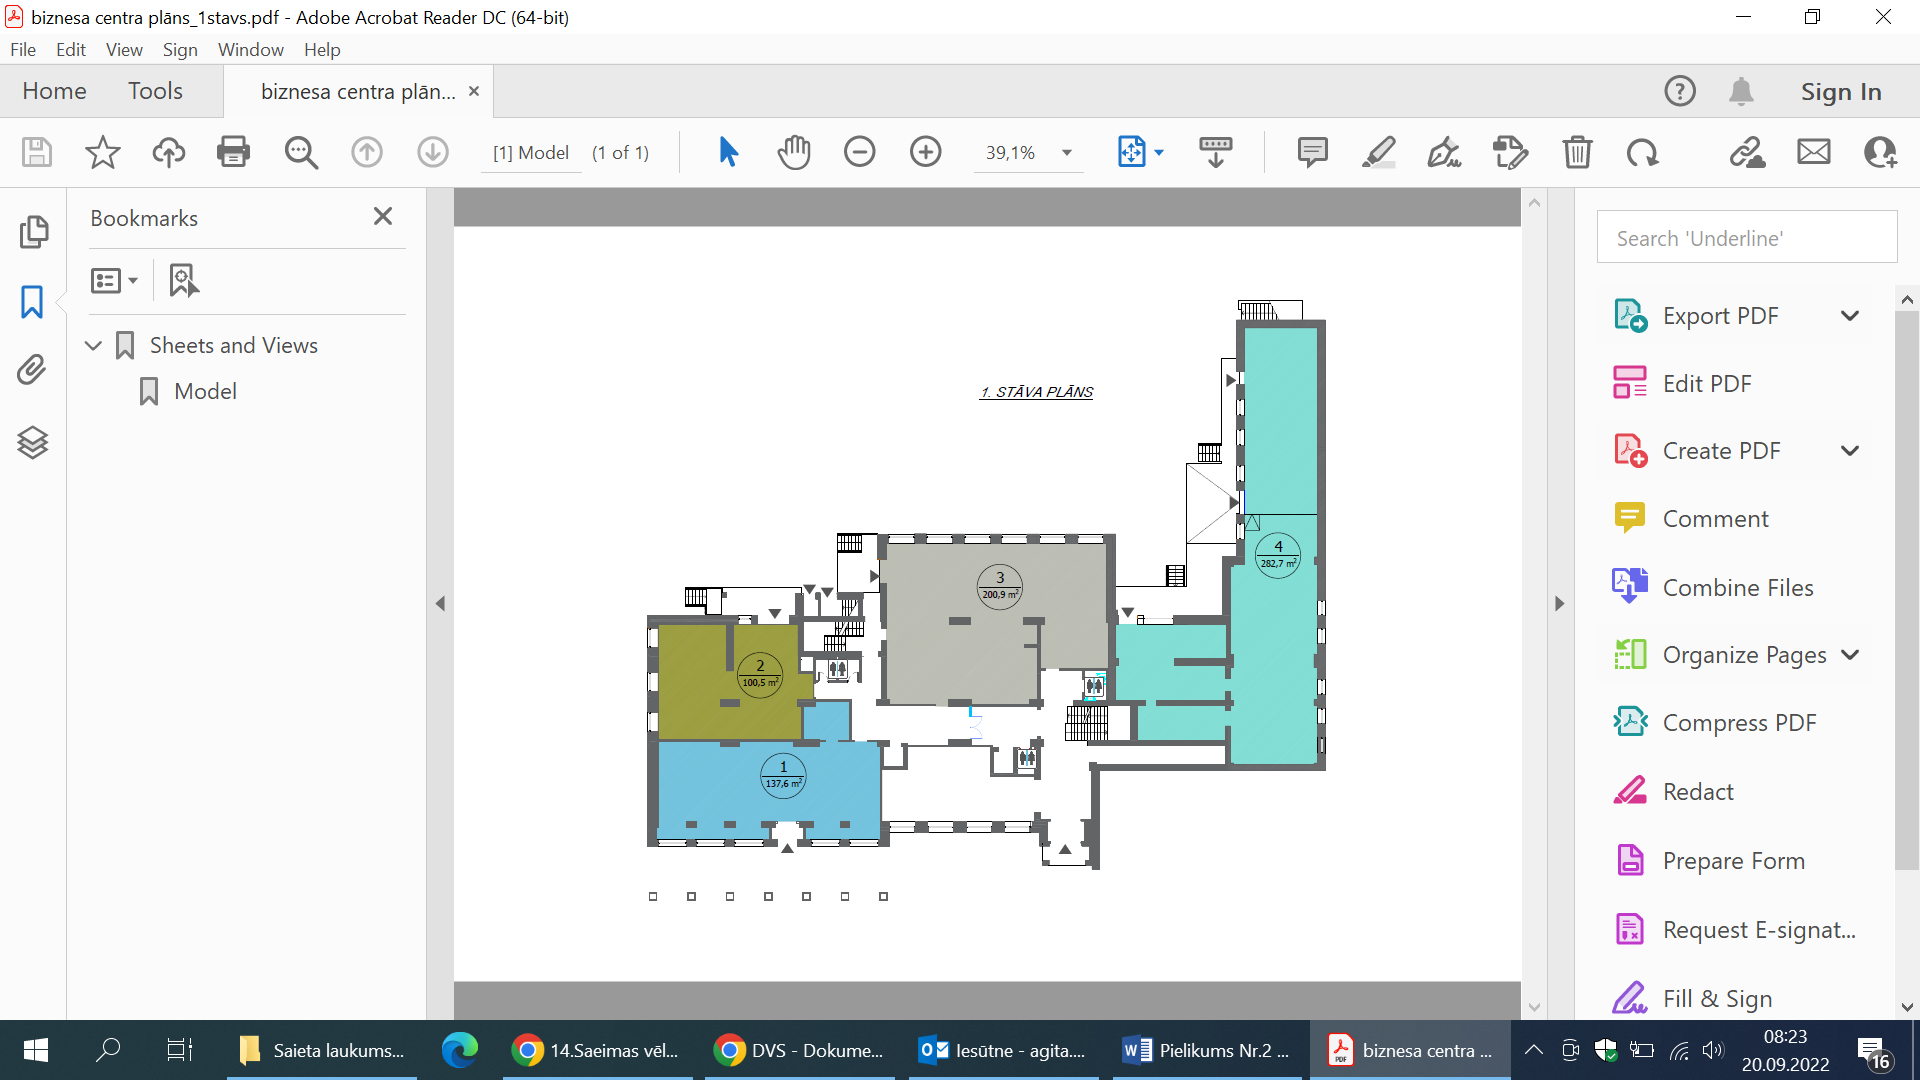 biznesa centra plāns_1stavs.pdf - Adobe Acrobat Reader DC (64-bit)
File Edit View Sign Window Help
Home Tools biznesa centra plān... Sign In
[1] Model (1 of 1) 39,1%
Bookmarks
Sheets and Views
Model
1. STĀVA PLĀNS
4
282,7 m²
3
200,9 m²
2
100,5 m²
1
137,6 m²
Search 'Underline'
Export PDF
Edit PDF
Create PDF
Comment
Combine Files
Organize Pages
Compress PDF
Redact
Prepare Form
Request E-signat...
Fill & Sign
Saieta laukums...
14.Saeimas vēl...
DVS - Dokume...
Iesūtne - agita....
Pielikums Nr.2 ...
biznesa centra ...
08:23
20.09.2022
16